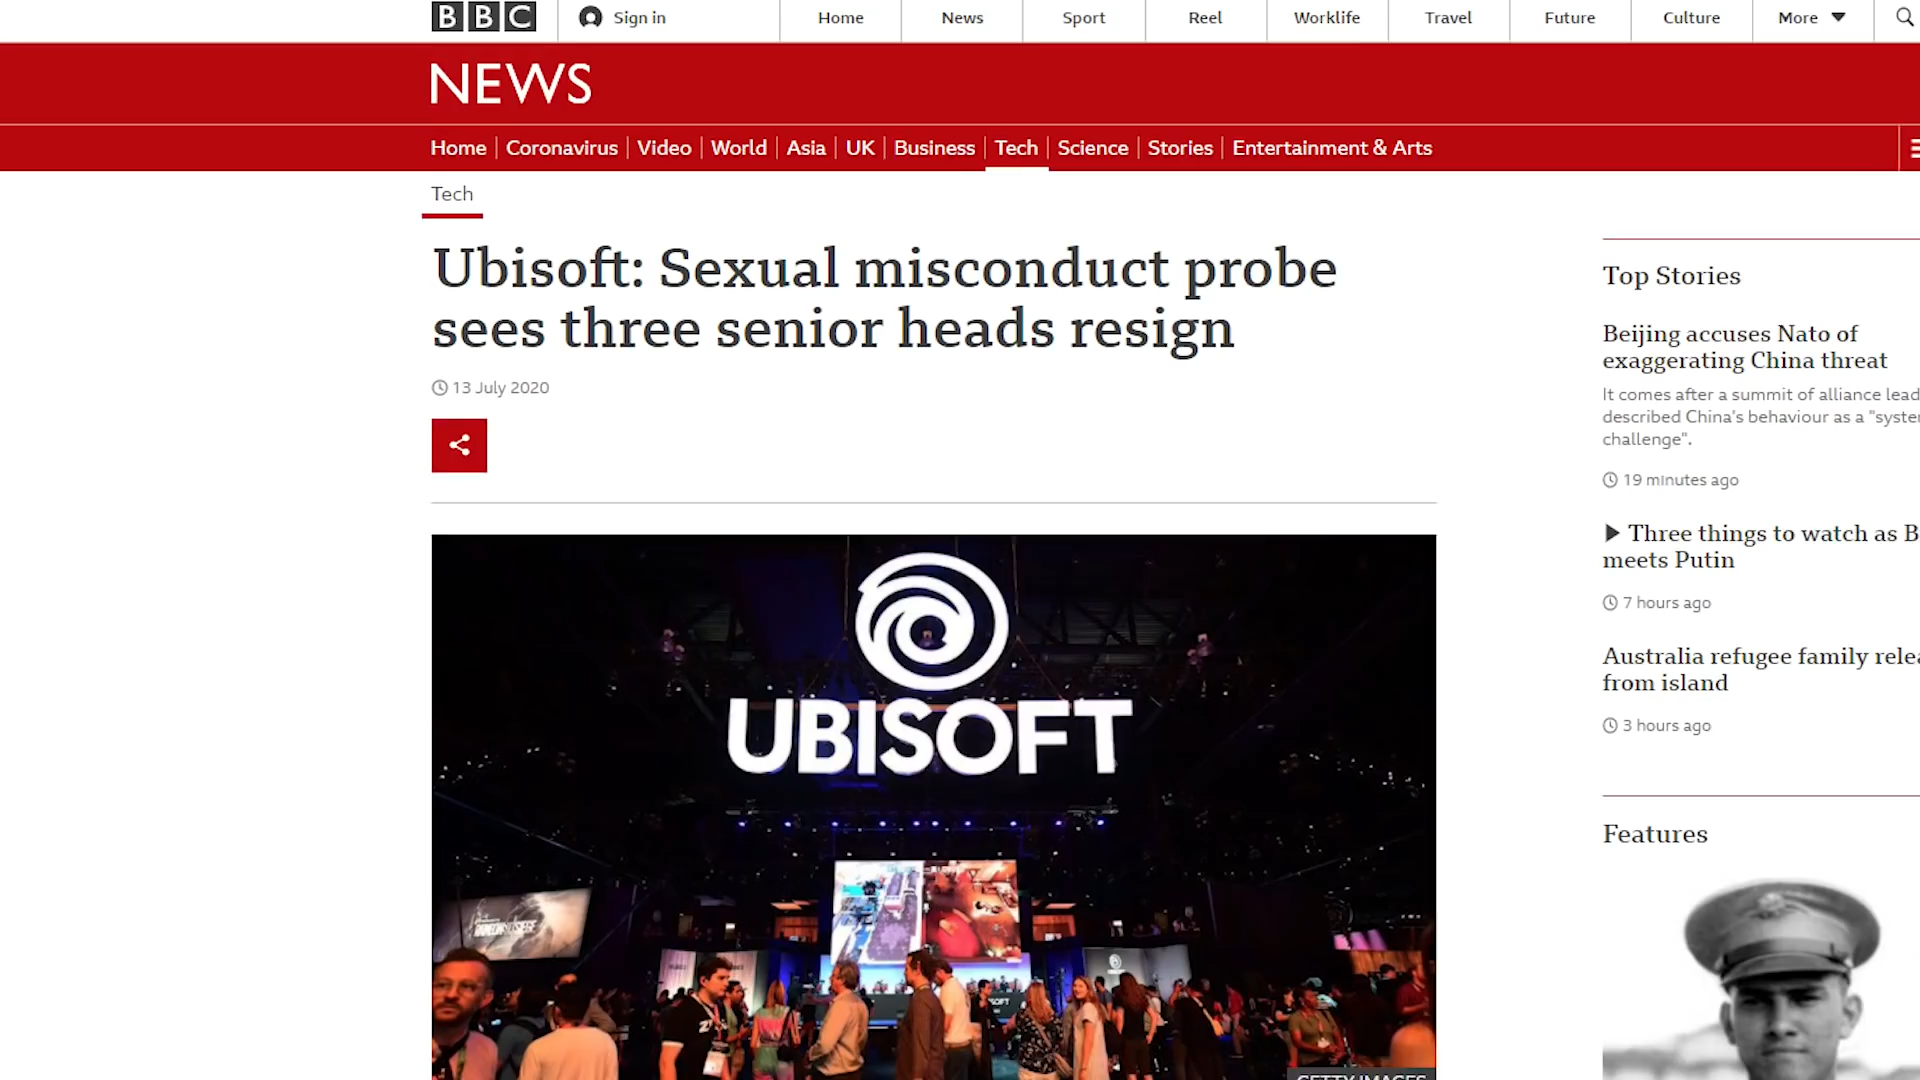 BBC
Sign in
Home
News
Sport
Reel
Worklife
Travel
Future
Culture
More
NEWS
Home
Coronavirus
Video
World
Asia
UK
Business
Tech
Science
Stories
Entertainment & Arts
Tech
Ubisoft: Sexual misconduct probe
sees three senior heads resign
13 July 2020
UBISOFT
GETTY IMAGES
Top Stories
Beijing accuses Nato of
exaggerating China threat
It comes after a summit of alliance lead
described China's behaviour as a "syste
challenge".
19 minutes ago
Three things to watch as B
meets Putin
7 hours ago
Australia refugee family rele
from island
3 hours ago
Features